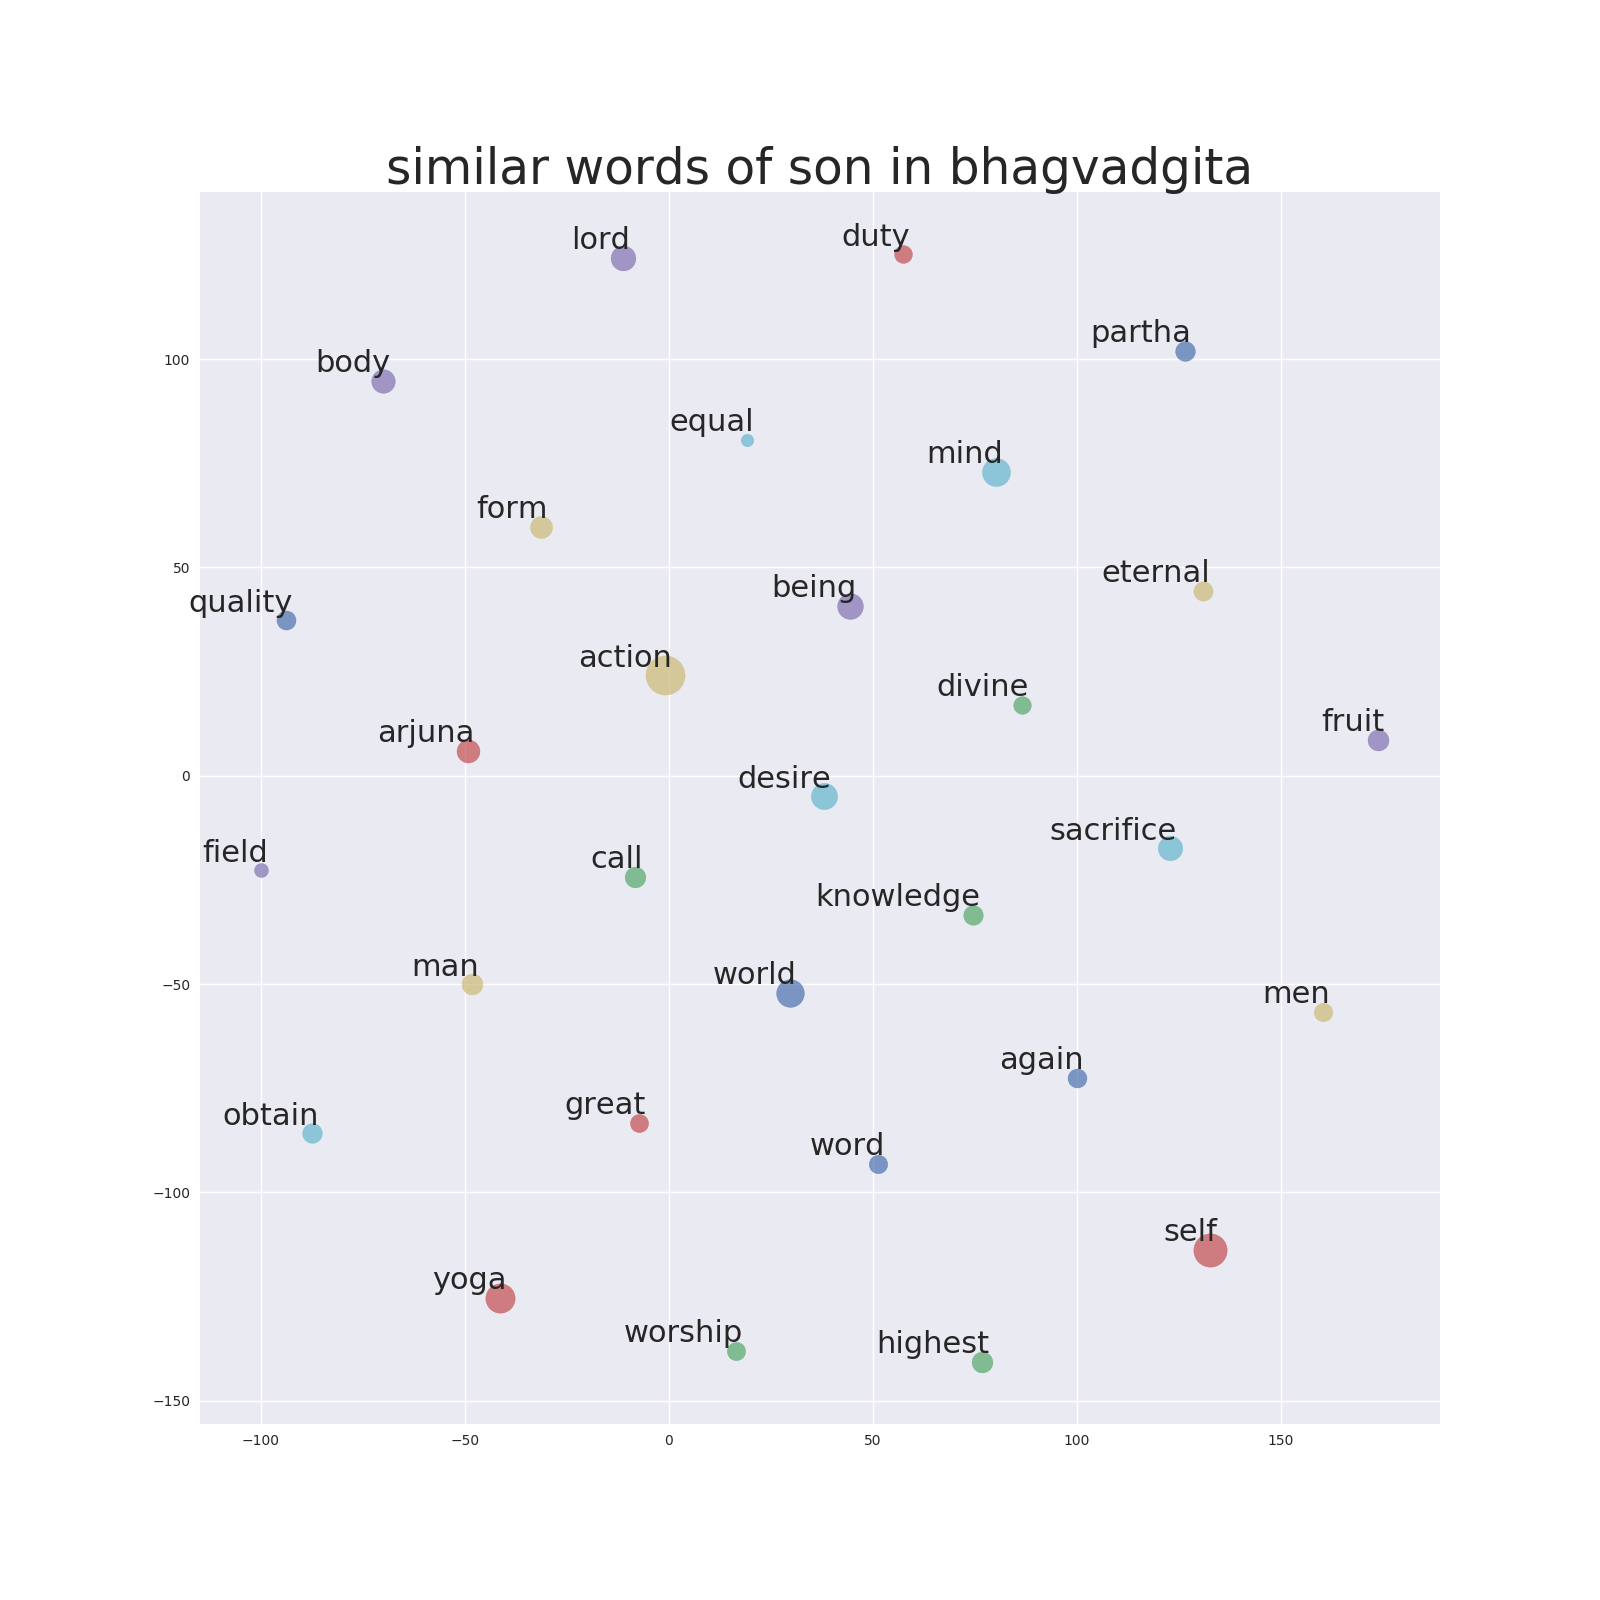 similar words of son in bhagvadgita
lord
duty
partha
body
equal
mind
form
eternal
being
quality
action
divine
fruit
arjuna
desire
sacrifice
field
call
knowledge
man
world
men
again
great
obtain
word
self
yoga
worship
highest
100
50
0
−50
−100
−150
−100
−50
0
50
100
150